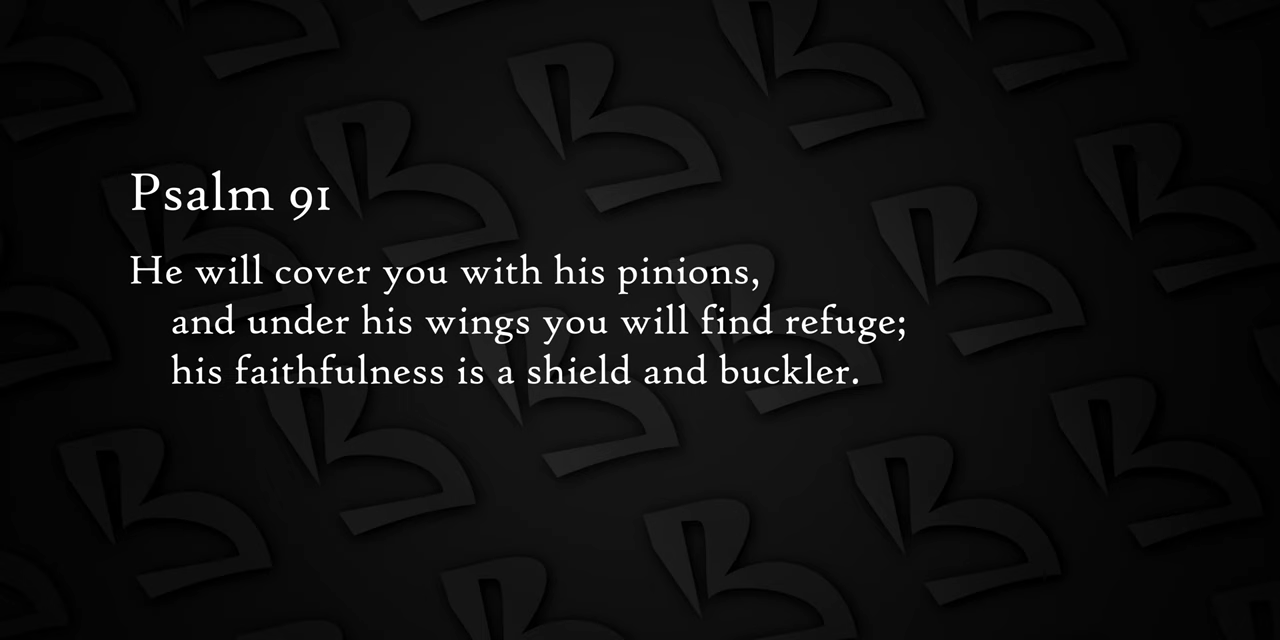 Psalm 91
He will cover you with his pinions,
and under his wings you will find refuge;
his faithfulness is a shield and buckler.